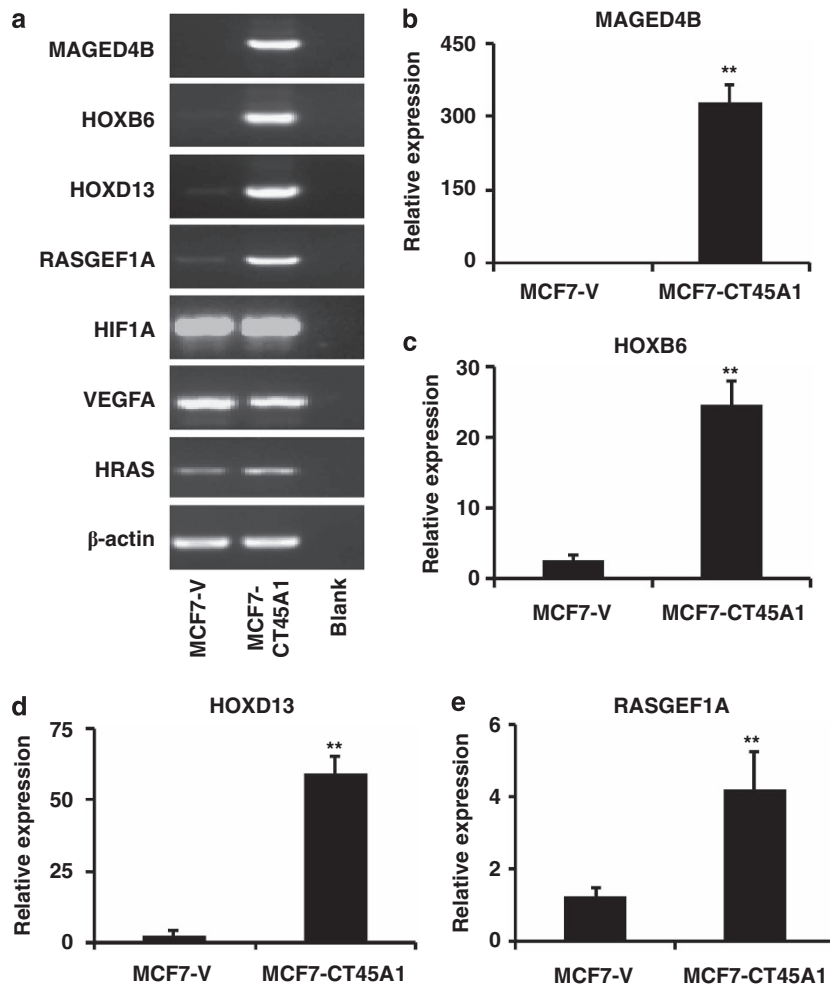 a
MAGED4B
HOXB6
HOXD13
RASGEF1A
HIF1A
VEGFA
HRAS
β-actin
MCF7-V
MCF7-
CT45A1
Blank
b
MAGED4B
Relative expression
450
300
150
0
**
MCF7-V MCF7-CT45A1
c
HOXB6
Relative expression
30
20
10
0
**
MCF7-V MCF7-CT45A1
d
HOXD13
Relative expression
75
50
25
0
**
MCF7-V MCF7-CT45A1
e
RASGEF1A
Relative expression
6
4
2
0
**
MCF7-V MCF7-CT45A1